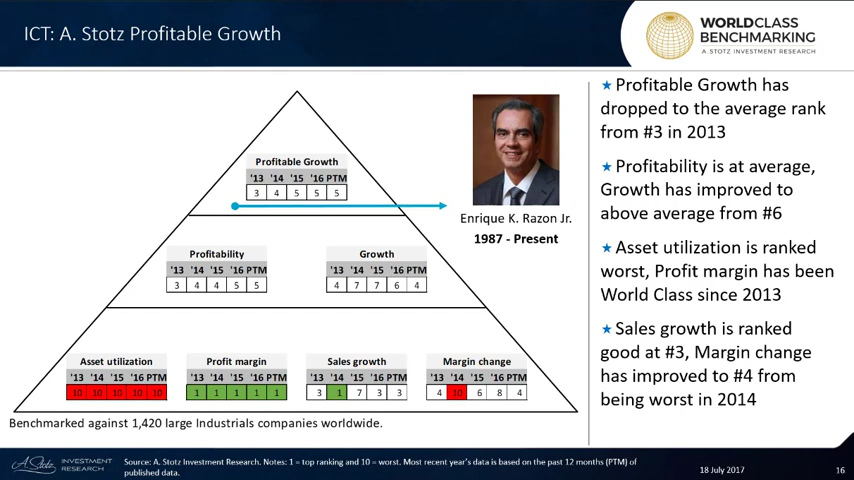 ICT: A. Stotz Profitable Growth
WORLDCLASS
BENCHMARKING
A STOTZ INVESTMENT RESEARCH
Profitable Growth
'13 '14 '15 '16 PTM
3 4 5 5 5
Enrique K. Razon Jr.
1987 - Present
Profitability
'13 '14 '15 '16 PTM
3 4 4 5 5
Growth
'13 '14 '15 '16 PTM
4 7 7 6 4
Asset utilization
'13 '14 '15 '16 PTM
10 10 10 10 10
Profit margin
'13 '14 '15 '16 PTM
1 1 1 1 1
Sales growth
'13 '14 '15 '16 PTM
3 1 7 3 3
Margin change
'13 '14 '15 '16 PTM
4 10 6 8 4
Benchmarked against 1,420 large Industrials companies worldwide.
★ Profitable Growth has
dropped to the average rank
from #3 in 2013
★ Profitability is at average,
Growth has improved to
above average from #6
★ Asset utilization is ranked
worst, Profit margin has been
World Class since 2013
★ Sales growth is ranked
good at #3, Margin change
has improved to #4 from
being worst in 2014
A. Stotz INVESTMENT
RESEARCH
Source: A. Stotz Investment Research. Notes: 1 = top ranking and 10 = worst. Most recent year's data is based on the past 12 months (PTM) of
published data.
18 July 2017
16